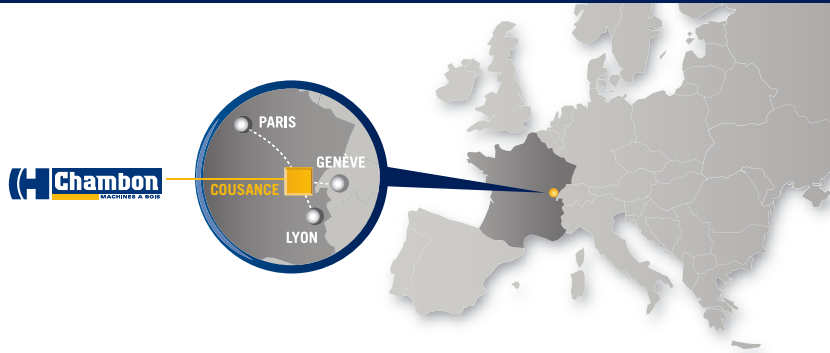 PARIS
GENÈVE
Chambon
MACHINES A BOIS
COUSANCE
LYON